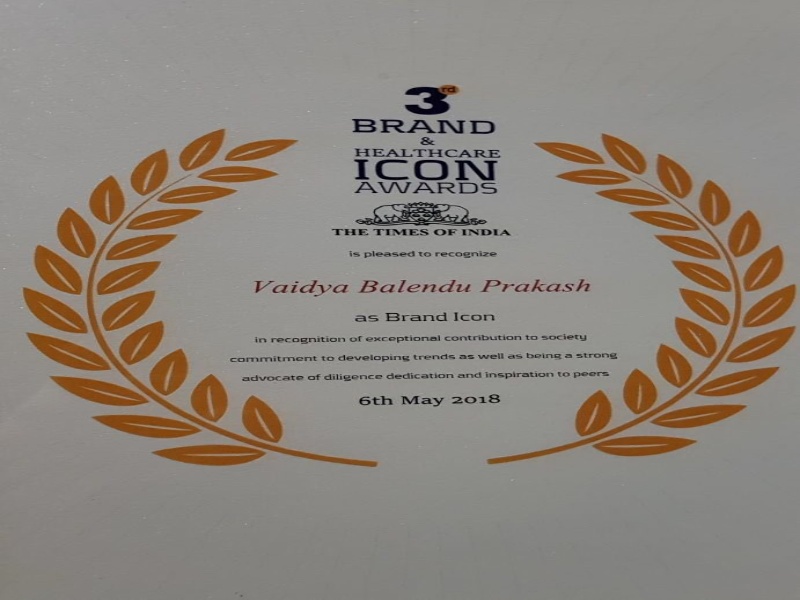 3rd
BRAND
&
HEALTHCARE
ICON
AWARDS
THE TIMES OF INDIA
is pleased to recognize
Vaidya Balendu Prakash
as Brand Icon
in recognition of exceptional contribution to society
commitment to developing trends as well as being a strong
advocate of diligence dedication and inspiration to peers
6th May 2018